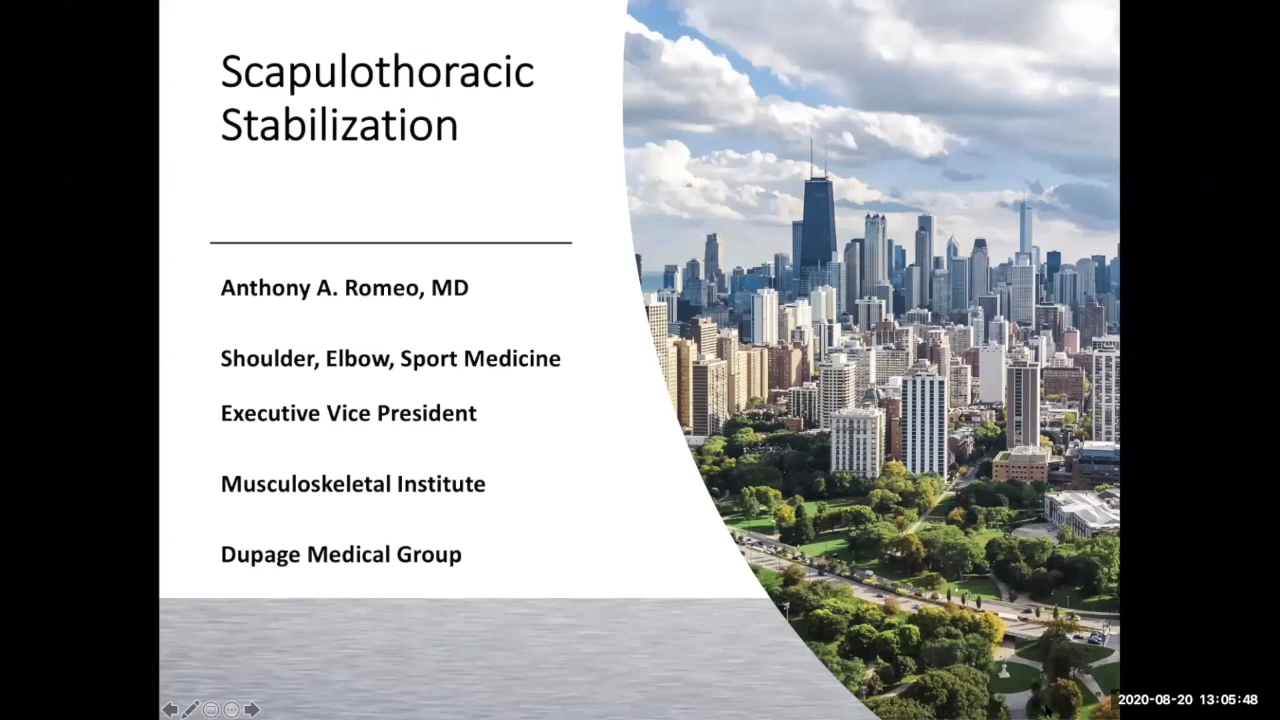 Scapulothoracic
Stabilization
Anthony A. Romeo, MD
Shoulder, Elbow, Sport Medicine
Executive Vice President
Musculoskeletal Institute
Dupage Medical Group
2020-08-20 13:05:48